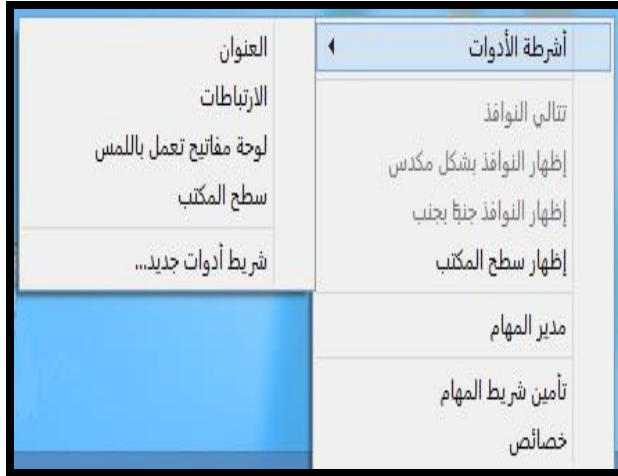 أشرطة الأدوات
تتالي النوافذ
إظهار النوافذ بشكل مكدس
إظهار النوافذ جنبًا بجنب
إظهار سطح المكتب
مدير المهام
تأمين شريط المهام
خصائص
العنوان
الارتباطات
لوحة مفاتيح تعمل باللمس
سطح المكتب
شريط أدوات جديد...